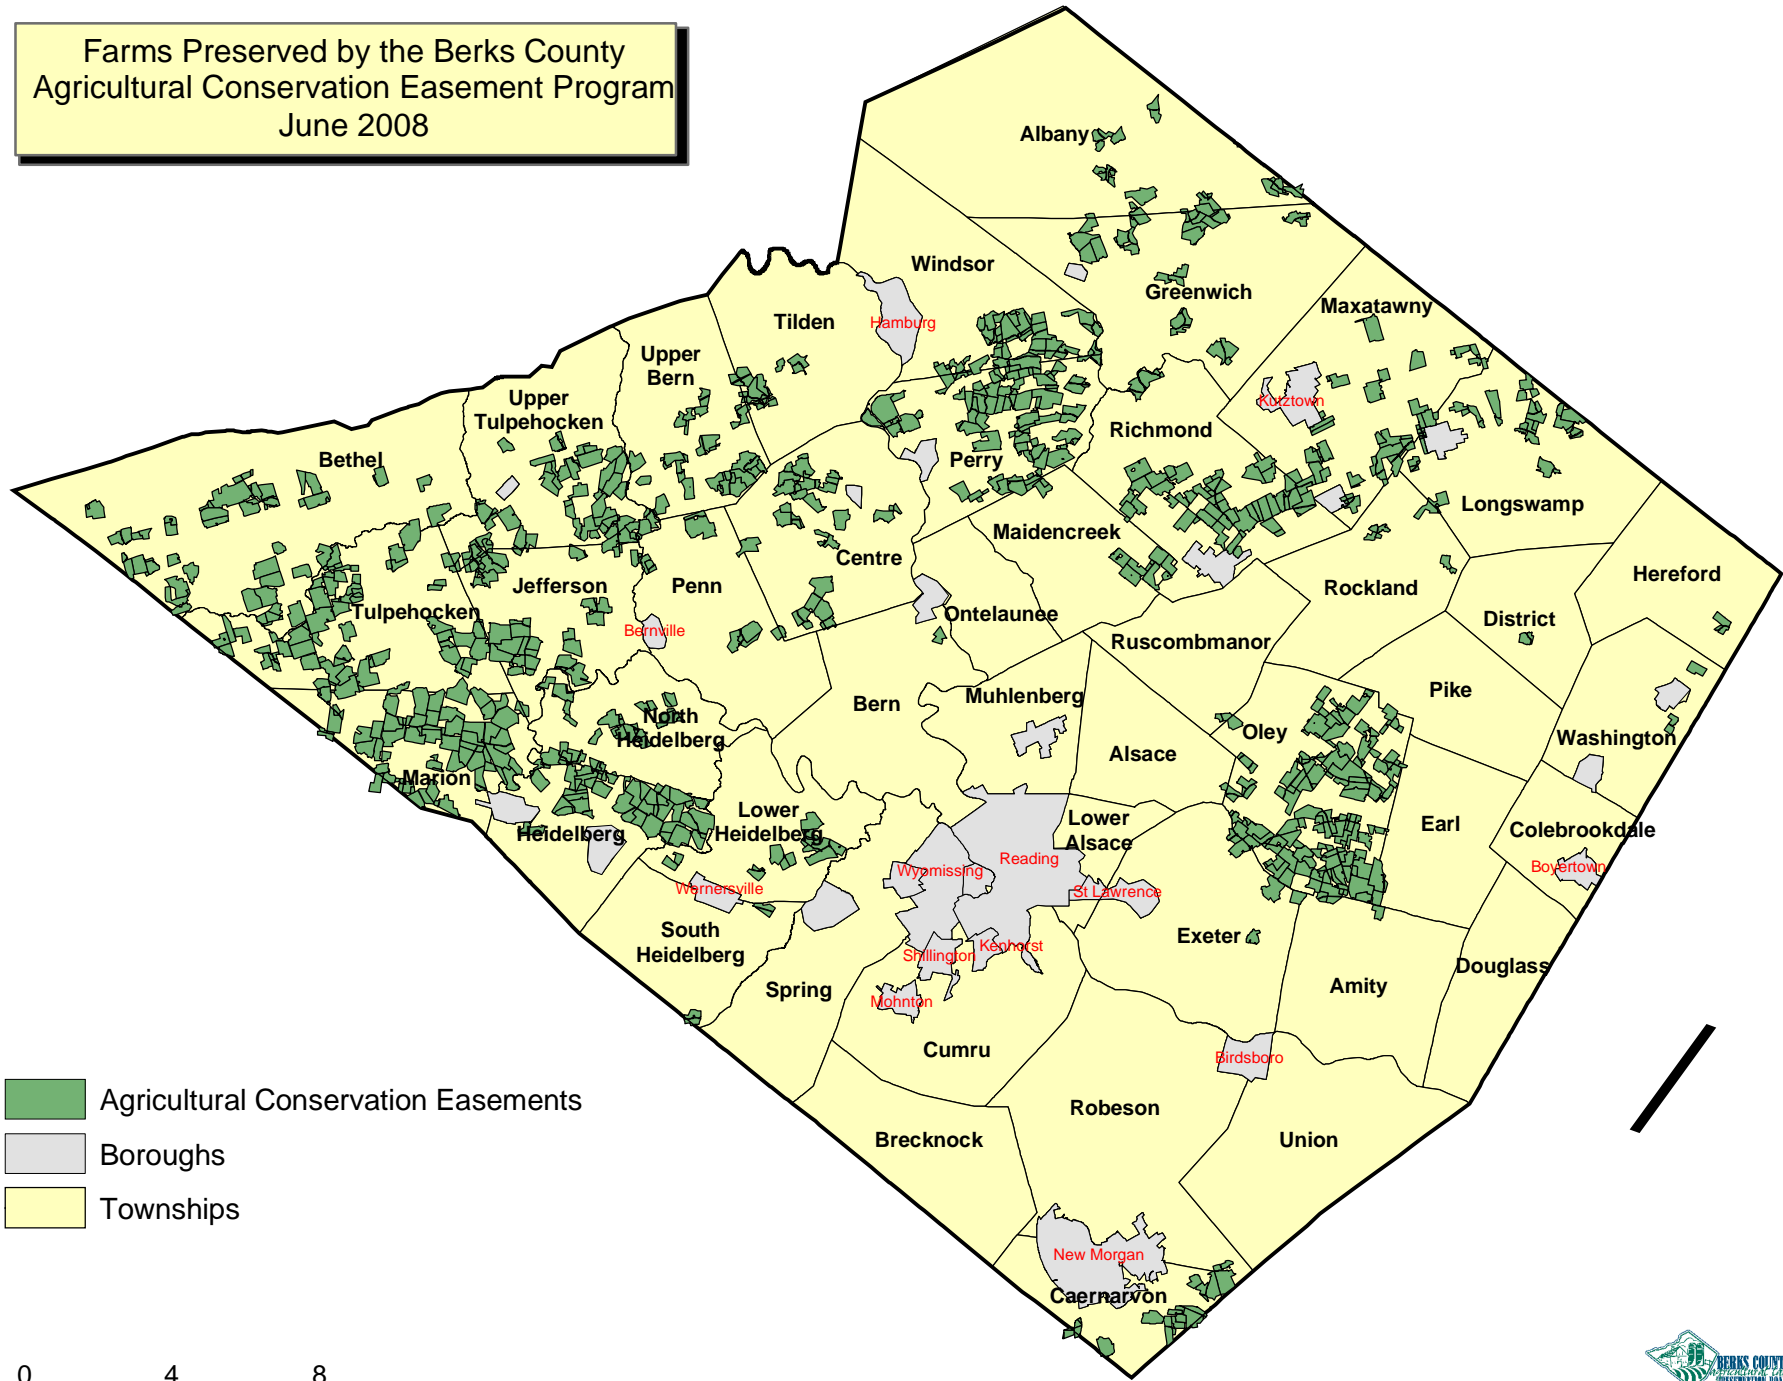 Farms Preserved by the Berks County
Agricultural Conservation Easement Program
June 2008
Albany
Windsor
Greenwich
Maxatawny
Tilden
Hamburg
Upper
Bern
Upper
Tulpehocken
Kutztown
Richmond
Bethel
Perry
Longswamp
Maidencreek
Centre
Jefferson
Penn
Rockland
Hereford
Tulpehocken
Ontelaunee
District
Bernville
Ruscombmanor
Pike
Muhlenberg
Bern
North
Heidelberg
Oley
Washington
Alsace
Marion
Lower
Heidelberg
Lower
Alsace
Earl
Colebrookdale
Heidelberg
Reading
Boyertown
Wyomissing
Wernersville
St Lawrence
South
Heidelberg
Exeter
Kenhorst
Shillington
Douglass
Spring
Amity
Mohnton
Cumru
Birdsboro
Robeson
Brecknock
Union
New Morgan
Caernarvon
Agricultural Conservation Easements
Boroughs
Townships
0 4 8
BERKS COUNT